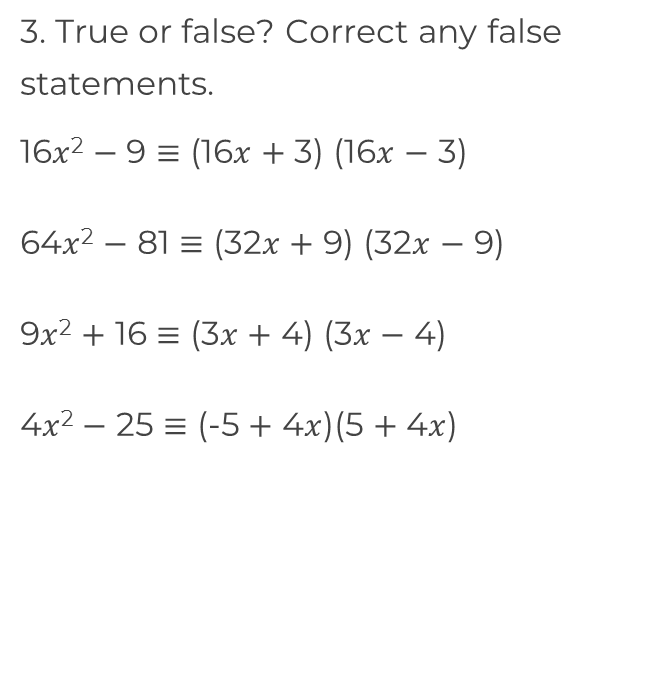 3. True or false? Correct any false
statements.
16x² – 9 ≡ (16x + 3) (16x – 3)
64x² – 81 ≡ (32x + 9) (32x – 9)
9x² + 16 ≡ (3x + 4) (3x – 4)
4x² – 25 ≡ (-5 + 4x)(5 + 4x)